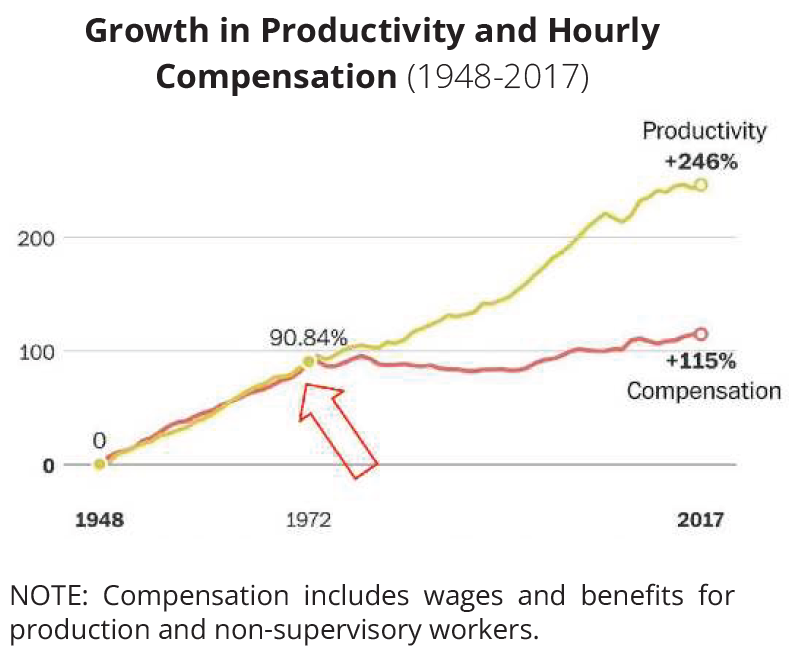 Growth in Productivity and Hourly
Compensation (1948-2017)
Productivity
+246%
200
90.84%
100
+115%
Compensation
0
0
1948
1972
2017
NOTE: Compensation includes wages and benefits for
production and non-supervisory workers.